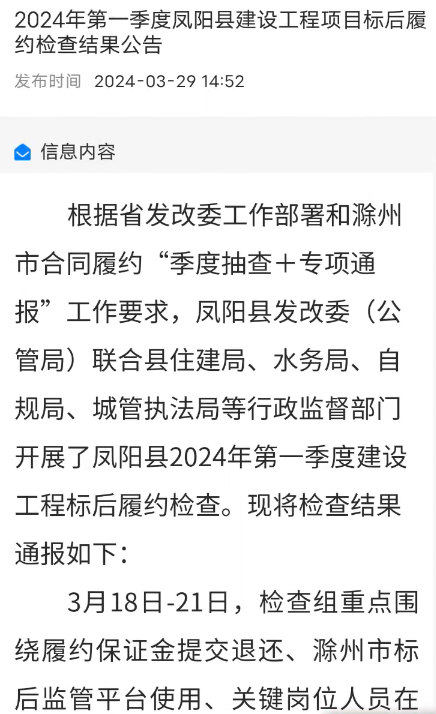 2024年第一季度凤阳县建设工程项目标后履
约检查结果公告
发布时间 2024-03-29 14:52
信息内容
根据省发改委工作部署和滁州
市合同履约“季度抽查＋专项通
报”工作要求，凤阳县发改委（公
管局）联合县住建局、水务局、自
规局、城管执法局等行政监督部门
开展了凤阳县2024年第一季度建设
工程标后履约检查。现将检查结果
通报如下：
3月18日-21日，检查组重点围
绕履约保证金提交退还、滁州市标
后监管平台使用、关键岗位人员在